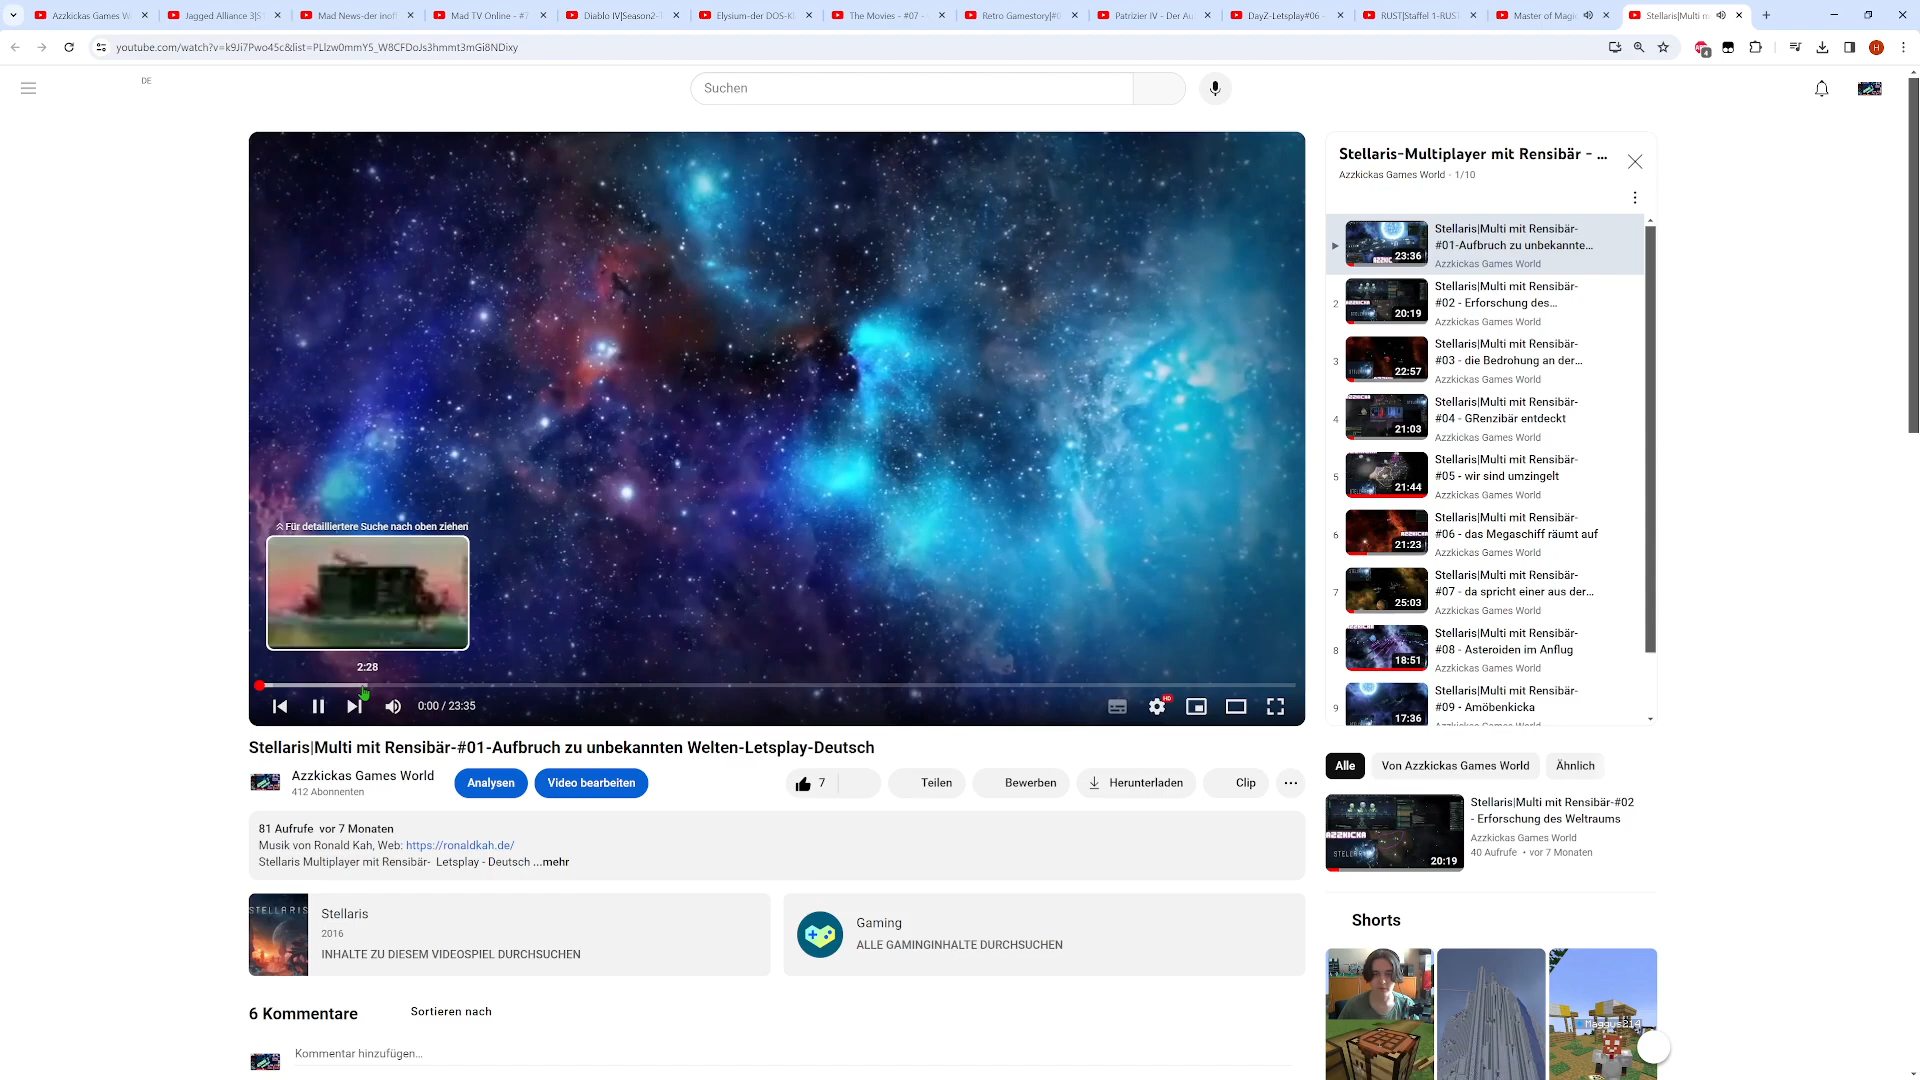 Azzkickas Games W
Jagged Alliance 3|S
Mad News-der inof
Mad TV Online - #7
Diablo IV|Season2-
Elysium-der DOS-K
The Movies - #07 -
Retro Gamestory|#0
Patrizier IV - Der Au
DayZ-Letsplay#06 -
RUST|Staffel 1-RUS
Master of Magi
Stellaris|Multi m
youtube.com/watch?v=k9Ji7Pwo45c&list=PLIzw0mmY5_W8CFDoJs3hmmt3mGi8NDixy
4
H
DE
Suchen
Für detailliertere Suche nach oben ziehen
2:28
0:00 / 23:35
HD
Stellaris|Multi mit Rensibär-#01-Aufbruch zu unbekannten Welten-Letsplay-Deutsch
Azzkickas Games World
412 Abonnenten
Analysen
Video bearbeiten
7
Teilen
Bewerben
Herunterladen
Clip
81 Aufrufe vor 7 Monaten
Musik von Ronald Kah, Web: https://ronaldkah.de/
Stellaris Multiplayer mit Rensibär- Letsplay - Deutsch ...mehr
STELLARIS
Stellaris
2016
INHALTE ZU DIESEM VIDEOSPIEL DURCHSUCHEN
Gaming
ALLE GAMINGINHALTE DURCHSUCHEN
6 Kommentare
Sortieren nach
Kommentar hinzufügen...
Stellaris-Multiplayer mit Rensibär - ...
Azzkickas Games World - 1/10
23:36
Stellaris|Multi mit Rensibär-
#01-Aufbruch zu unbekannte...
Azzkickas Games World
2
20:19
Stellaris|Multi mit Rensibär-
#02 - Erforschung des...
Azzkickas Games World
3
22:57
Stellaris|Multi mit Rensibär-
#03 - die Bedrohung an der...
Azzkickas Games World
4
21:03
Stellaris|Multi mit Rensibär-
#04 - GRenzibär entdeckt
Azzkickas Games World
5
21:44
Stellaris|Multi mit Rensibär-
#05 - wir sind umzingelt
Azzkickas Games World
6
21:23
Stellaris|Multi mit Rensibär-
#06 - das Megaschiff räumt auf
Azzkickas Games World
7
25:03
Stellaris|Multi mit Rensibär-
#07 - da spricht einer aus der...
Azzkickas Games World
8
18:51
Stellaris|Multi mit Rensibär-
#08 - Asteroiden im Anflug
Azzkickas Games World
9
17:36
Stellaris|Multi mit Rensibär-
#09 - Amöbenkicka
Azzkickas Games World
Alle
Von Azzkickas Games World
Ähnlich
AZZKICKA
STELLARIS
20:19
Stellaris|Multi mit Rensibär-#02
- Erforschung des Weltraums
Azzkickas Games World
40 Aufrufe • vor 7 Monaten
Shorts
Maggus214